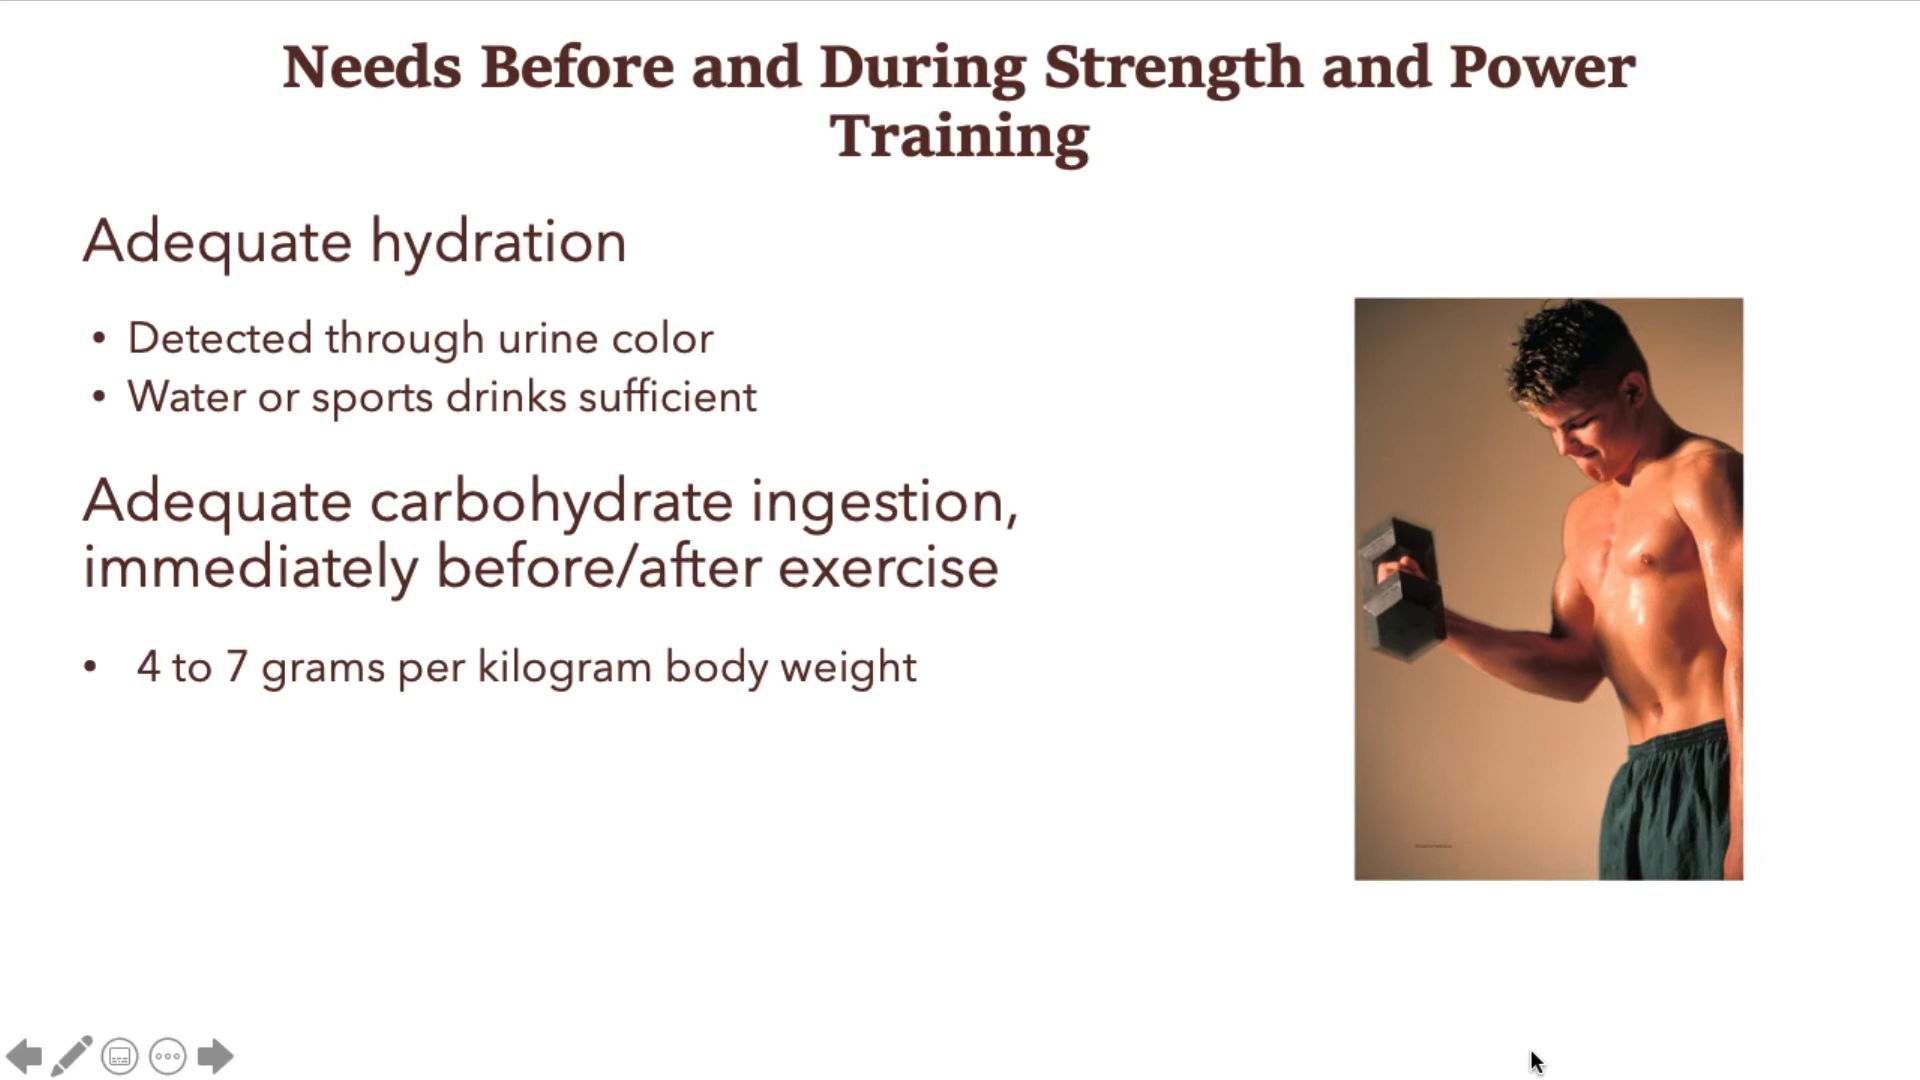 Needs Before and During Strength and Power
Training
Adequate hydration
• Detected through urine color
• Water or sports drinks sufficient
Adequate carbohydrate ingestion,
immediately before/after exercise
• 4 to 7 grams per kilogram body weight